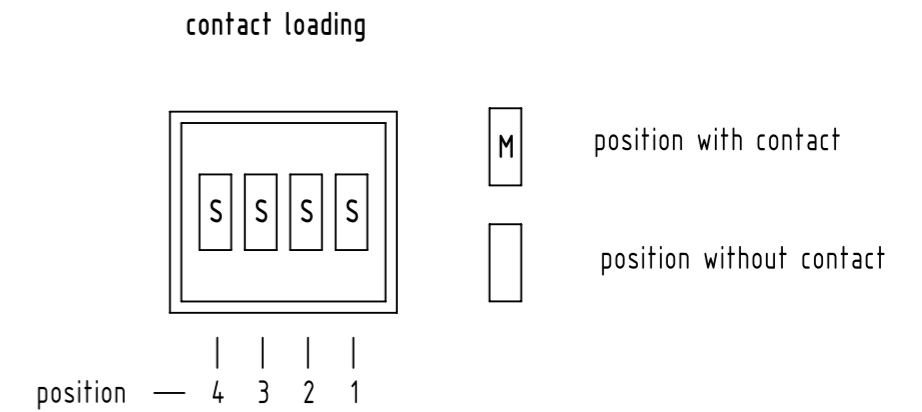 contact loading
M position with contact
S S S S
position without contact
position — 4 3 2 1